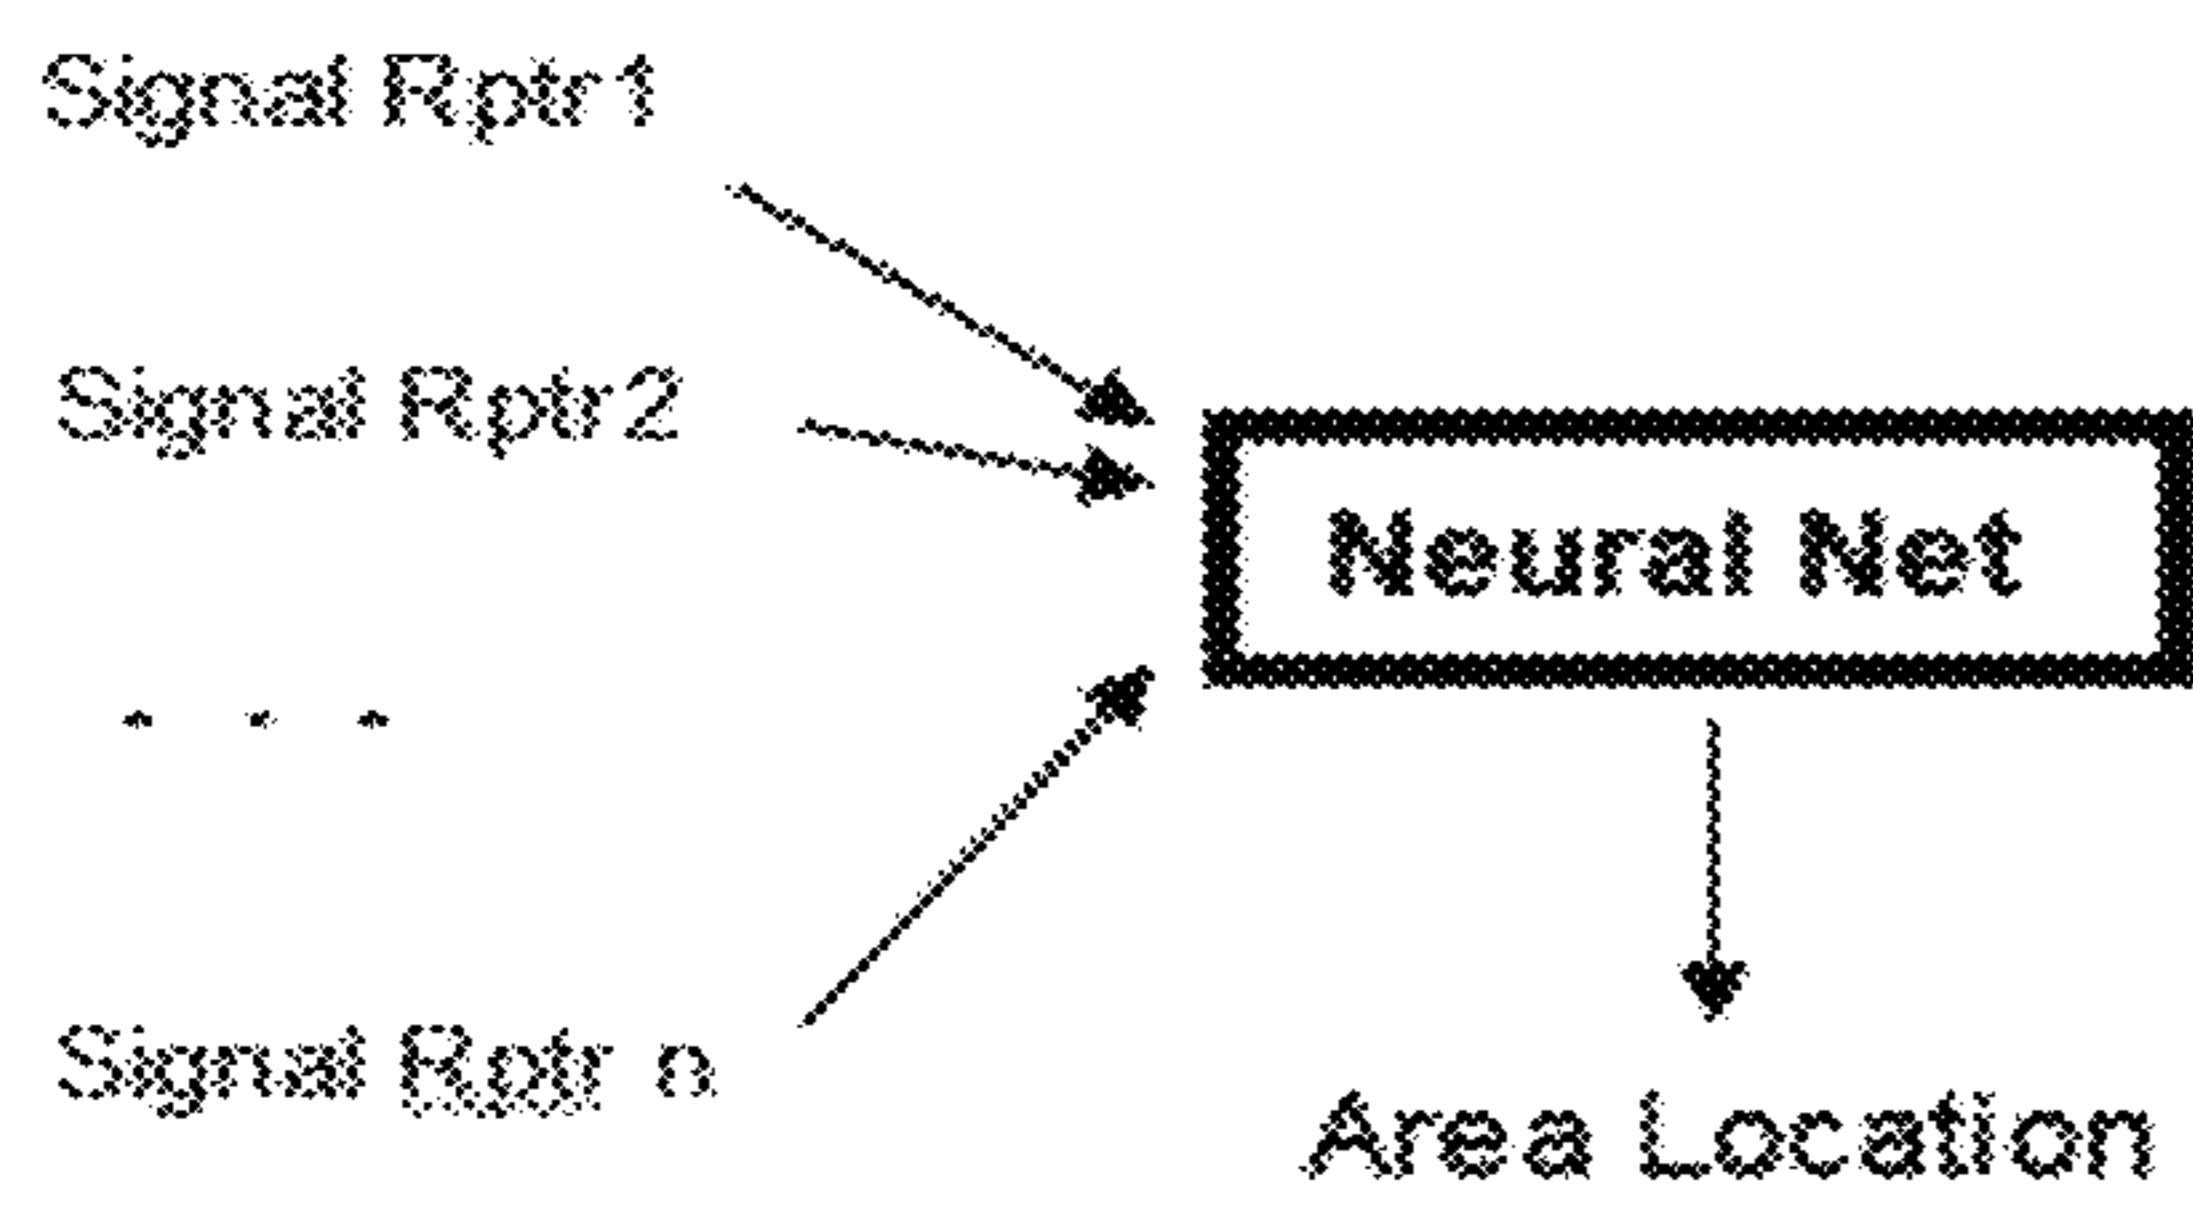 Signal Rptr1
Signal Rptr2
. . .
Signal Rptr n
Neural Net
Area Location